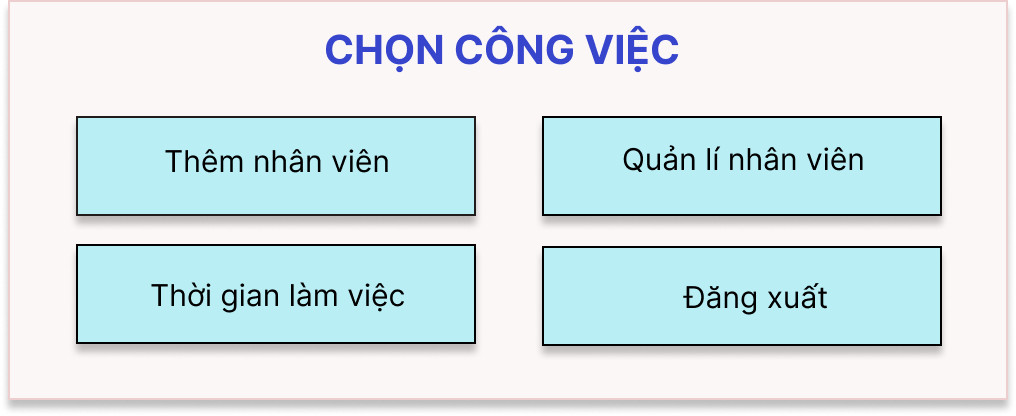 CHỌN CÔNG VIỆC
Thêm nhân viên
Quản lí nhân viên
Thời gian làm việc
Đăng xuất